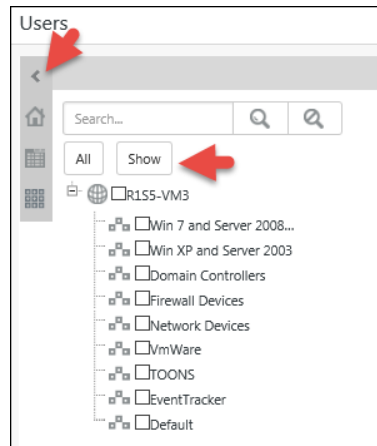 Users
Search...
All Show
R1S5-VM3
Win 7 and Server 2008...
Win XP and Server 2003
Domain Controllers
Firewall Devices
Network Devices
VmWare
TOONS
EventTracker
Default